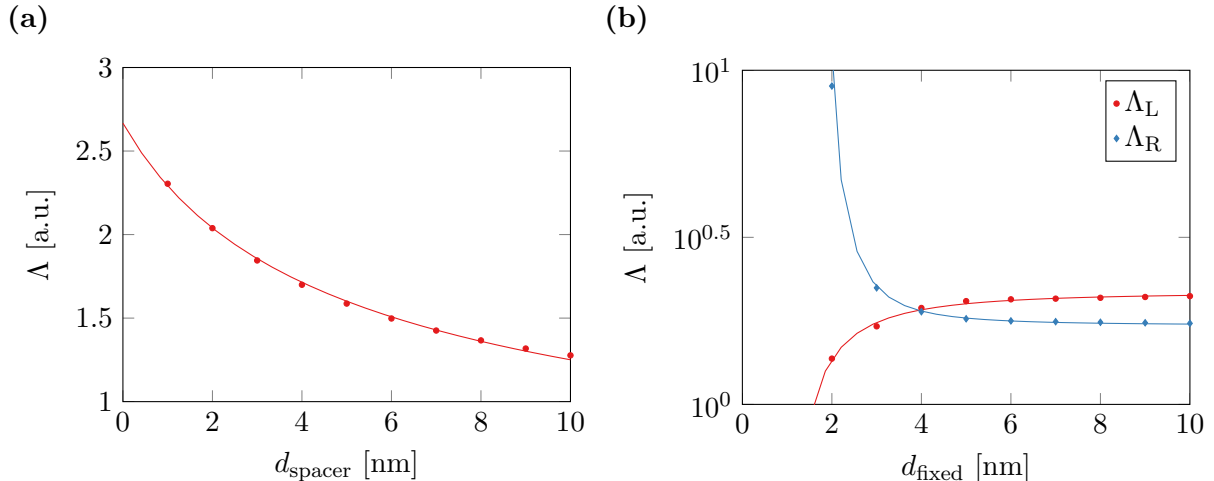 (a)
3
2.5
2
1.5
1
0 2 4 6 8 10
Λ [a.u.]
d_spacer [nm]
(b)
10^1
10^0.5
10^0
0 2 4 6 8 10
Λ [a.u.]
d_fixed [nm]
Λ_L
Λ_R